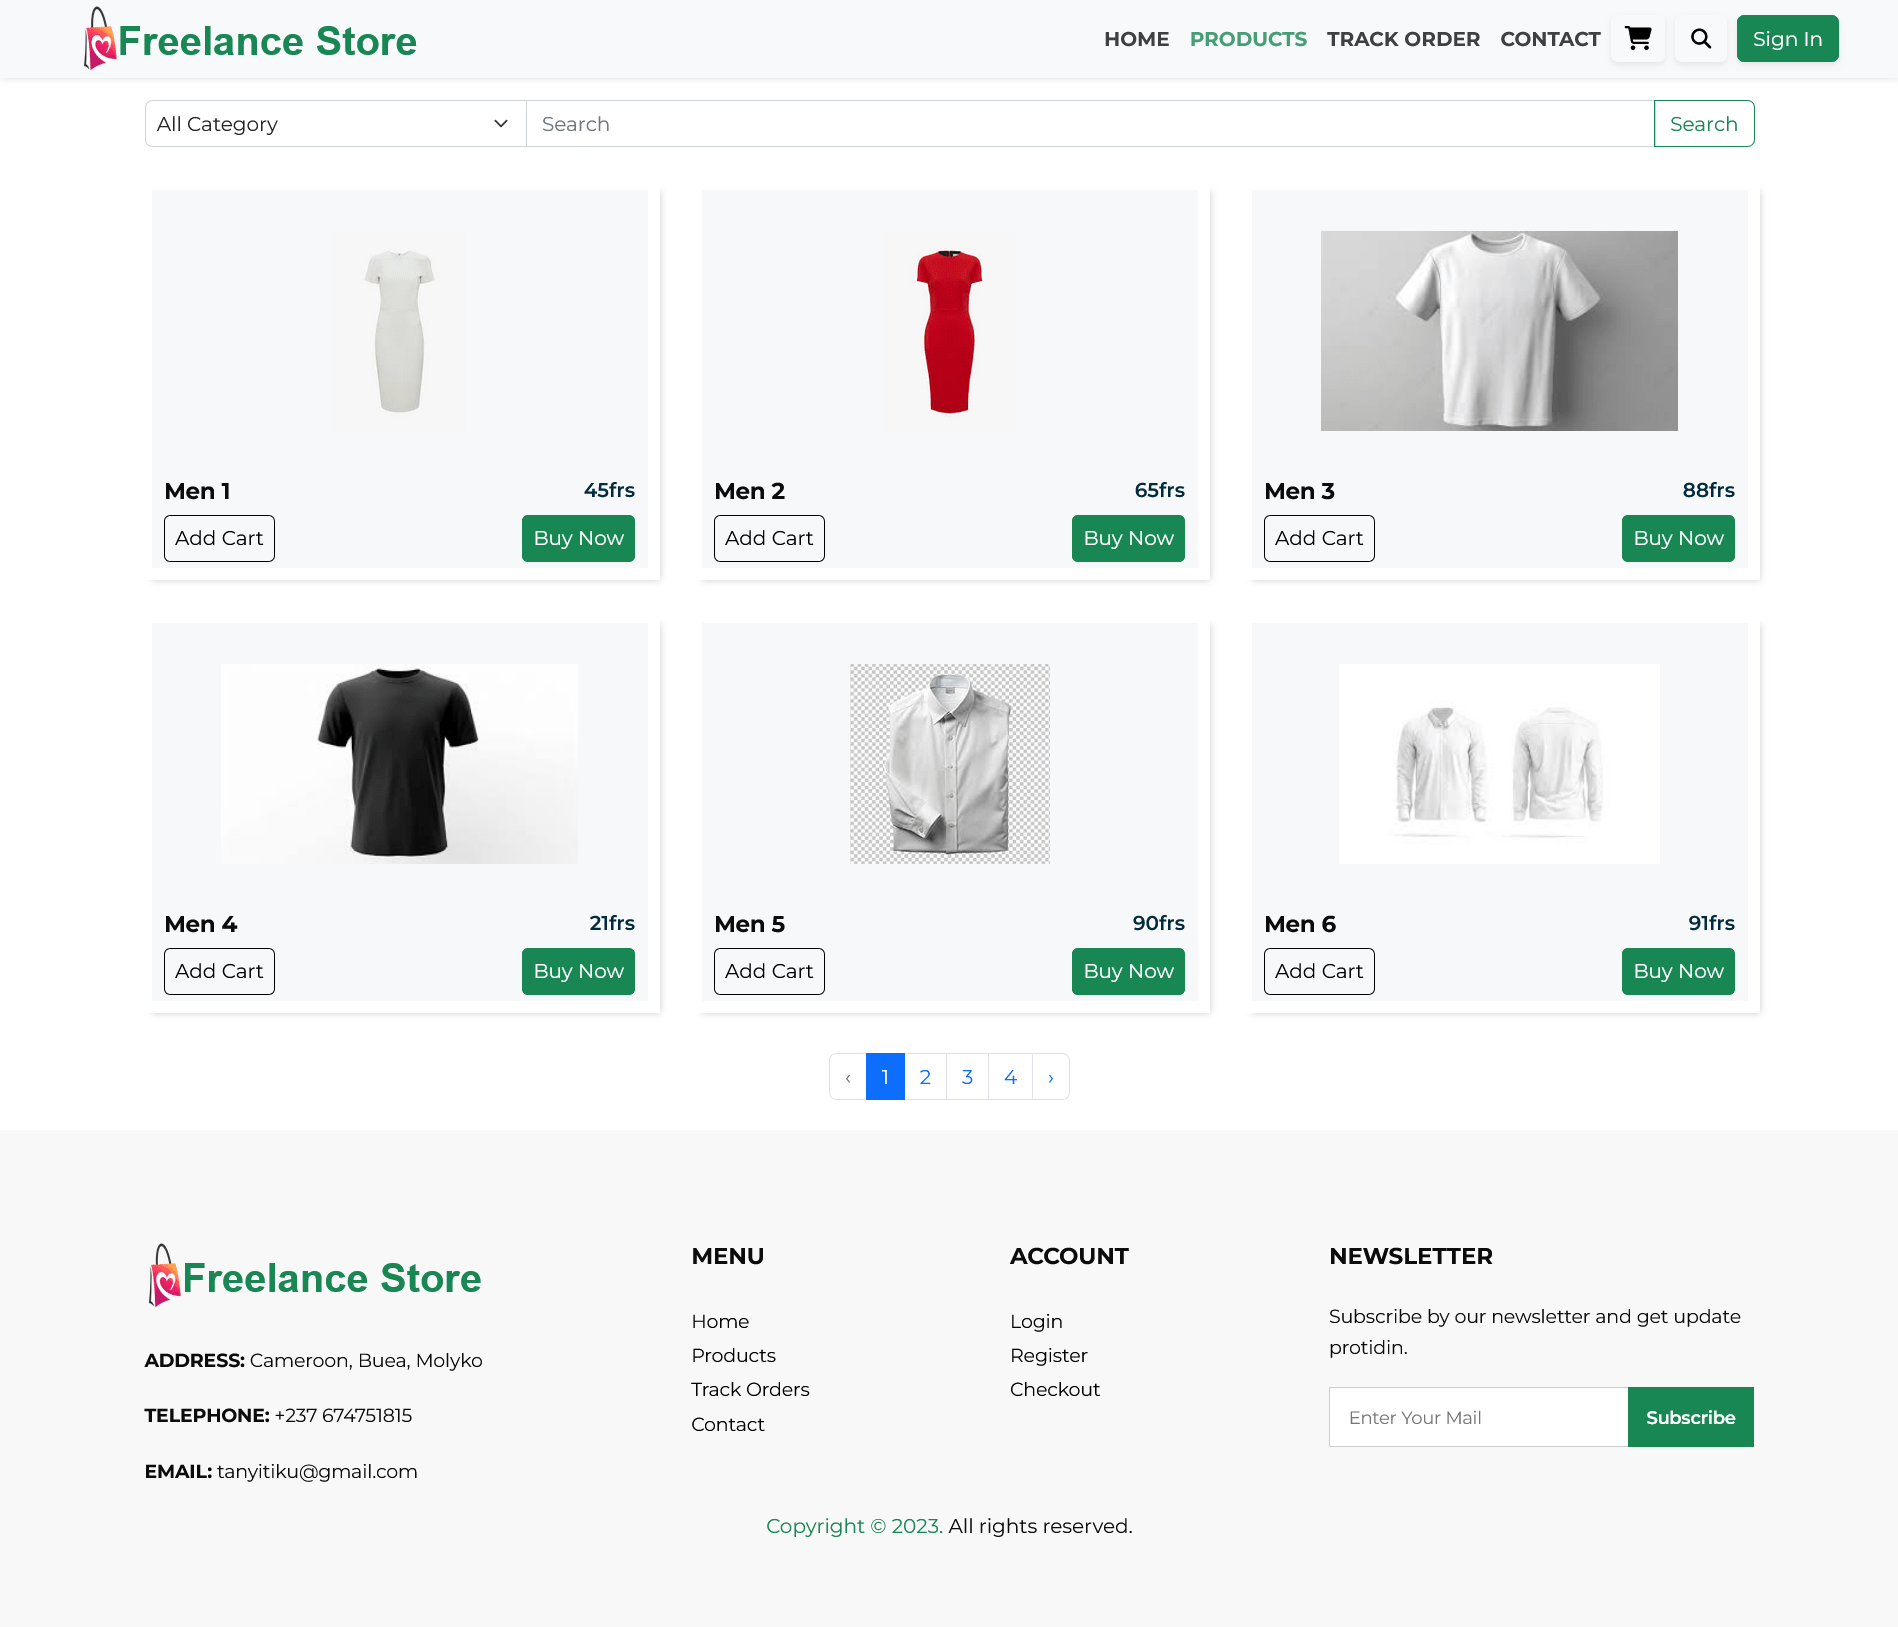 Freelance Store
HOME PRODUCTS TRACK ORDER CONTACT Sign In
All Category Search Search
Men 1 45frs
Add Cart Buy Now
Men 2 65frs
Add Cart Buy Now
Men 3 88frs
Add Cart Buy Now
Men 4 21frs
Add Cart Buy Now
Men 5 90frs
Add Cart Buy Now
Men 6 91frs
Add Cart Buy Now
‹ 1 2 3 4 ›
Freelance Store
ADDRESS: Cameroon, Buea, Molyko
TELEPHONE: +237 674751815
EMAIL: tanyitiku@gmail.com
MENU
Home
Products
Track Orders
Contact
ACCOUNT
Login
Register
Checkout
NEWSLETTER
Subscribe by our newsletter and get update
protidin.
Enter Your Mail Subscribe
Copyright © 2023. All rights reserved.